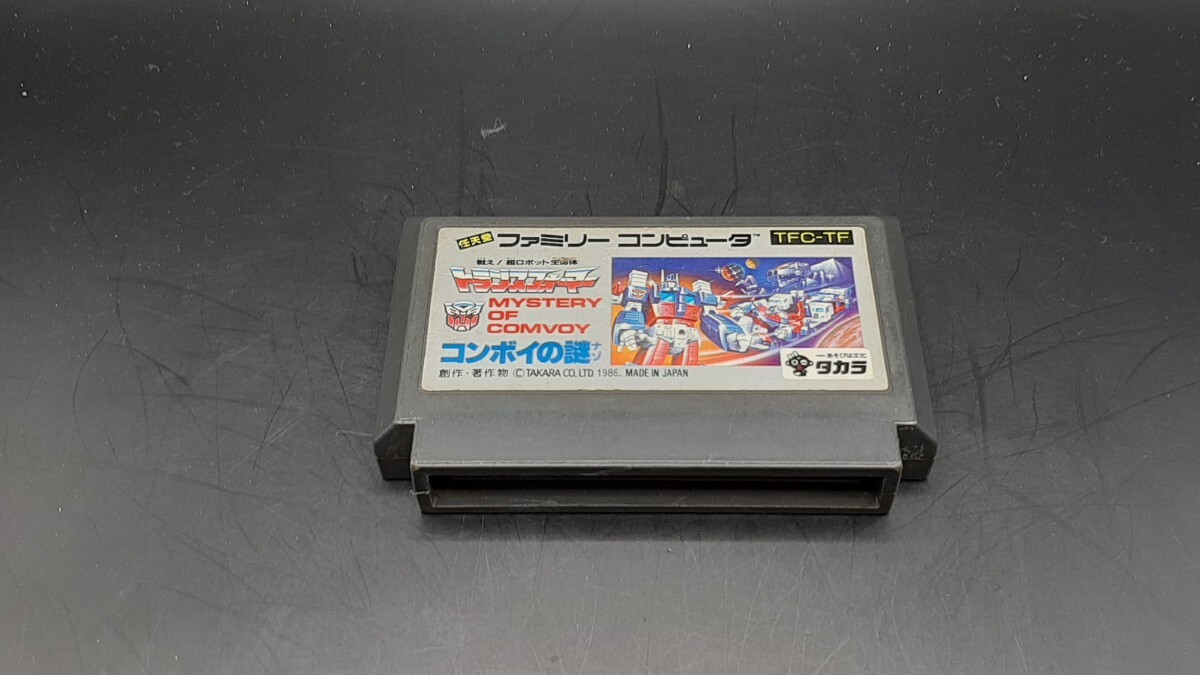 任天堂 ファミリー コンピュータ™ TFC-TF
戦え!超ロボット生命体
トランスフォーマー
MYSTERY
OF
COMVOY
コンボイの謎 ナゾ
創作・著作物 ©TAKARA CO., LTD 1986. MADE IN JAPAN
あそびは文化
タカラ